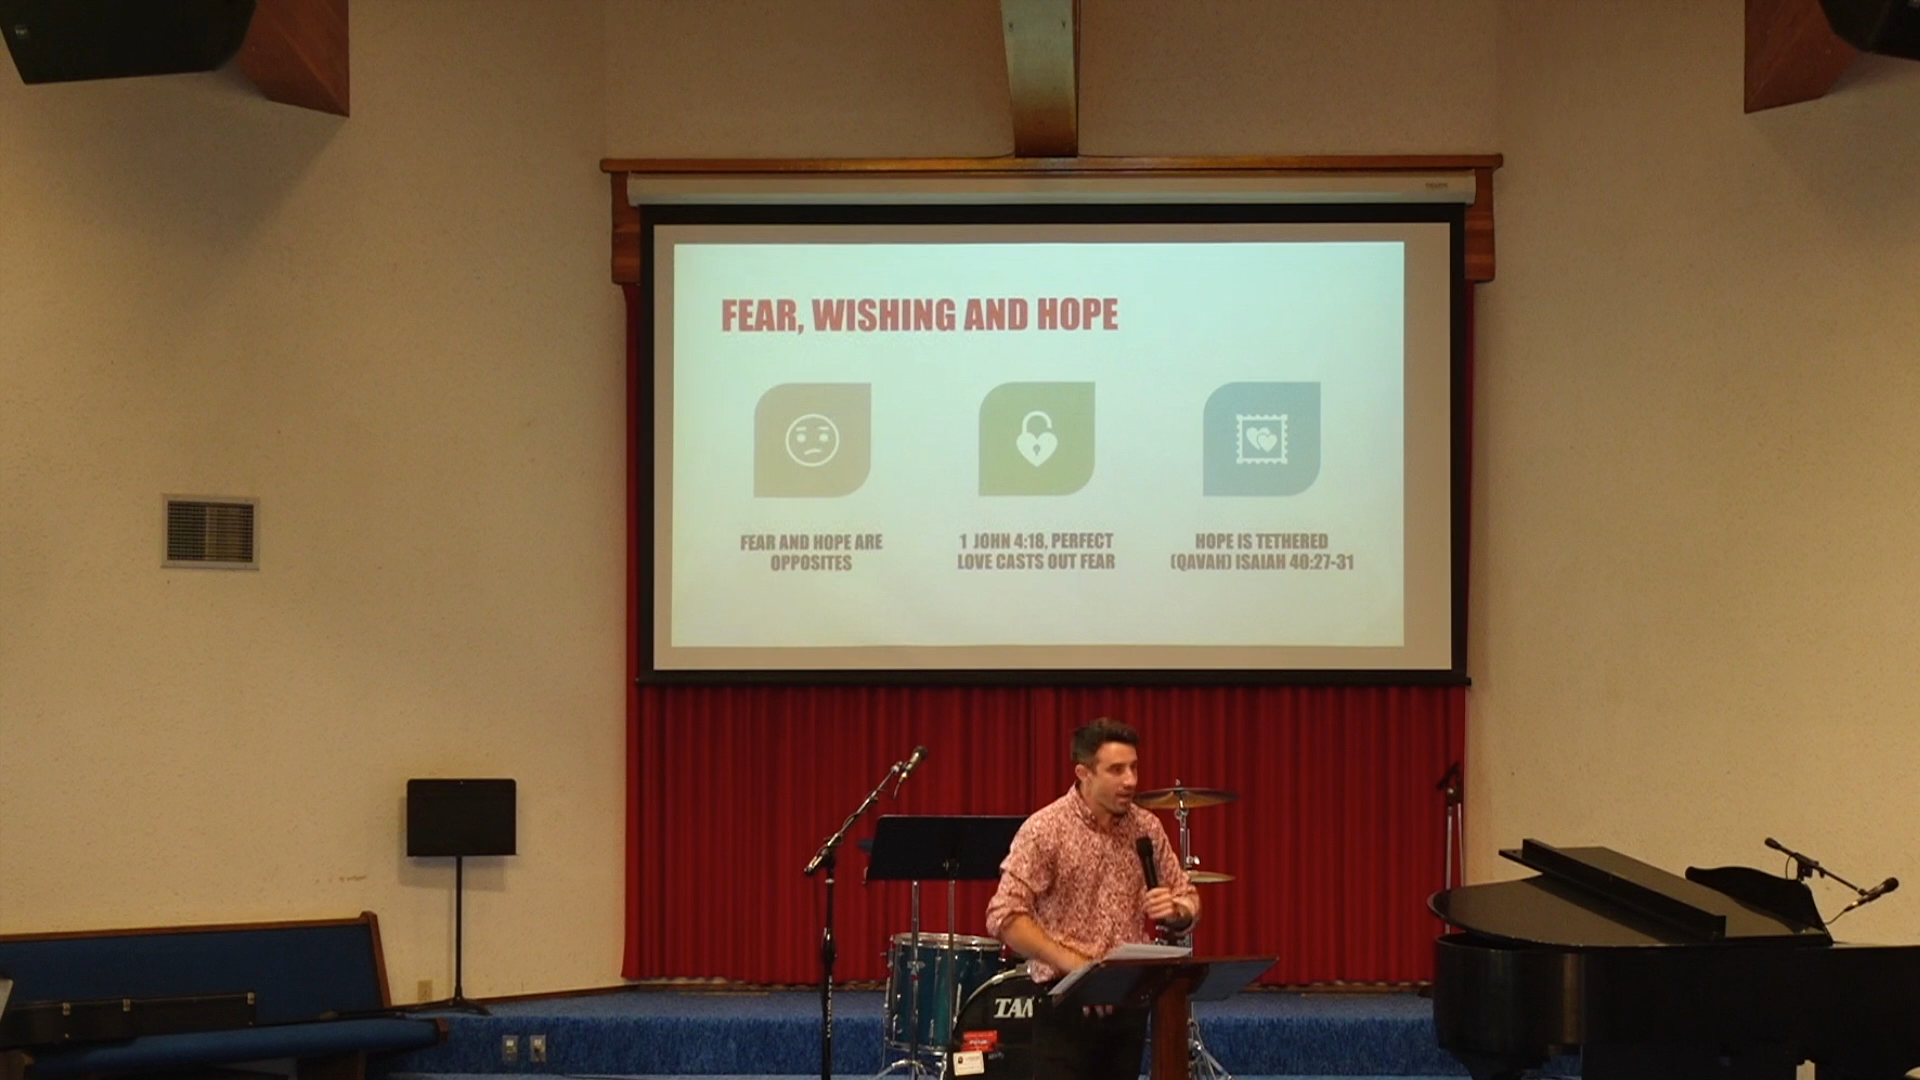 FEAR, WISHING AND HOPE
FEAR AND HOPE ARE
OPPOSITES
1 JOHN 4:18, PERFECT
LOVE CASTS OUT FEAR
HOPE IS TETHERED
(QAVAH) ISAIAH 40:27-31
TAM